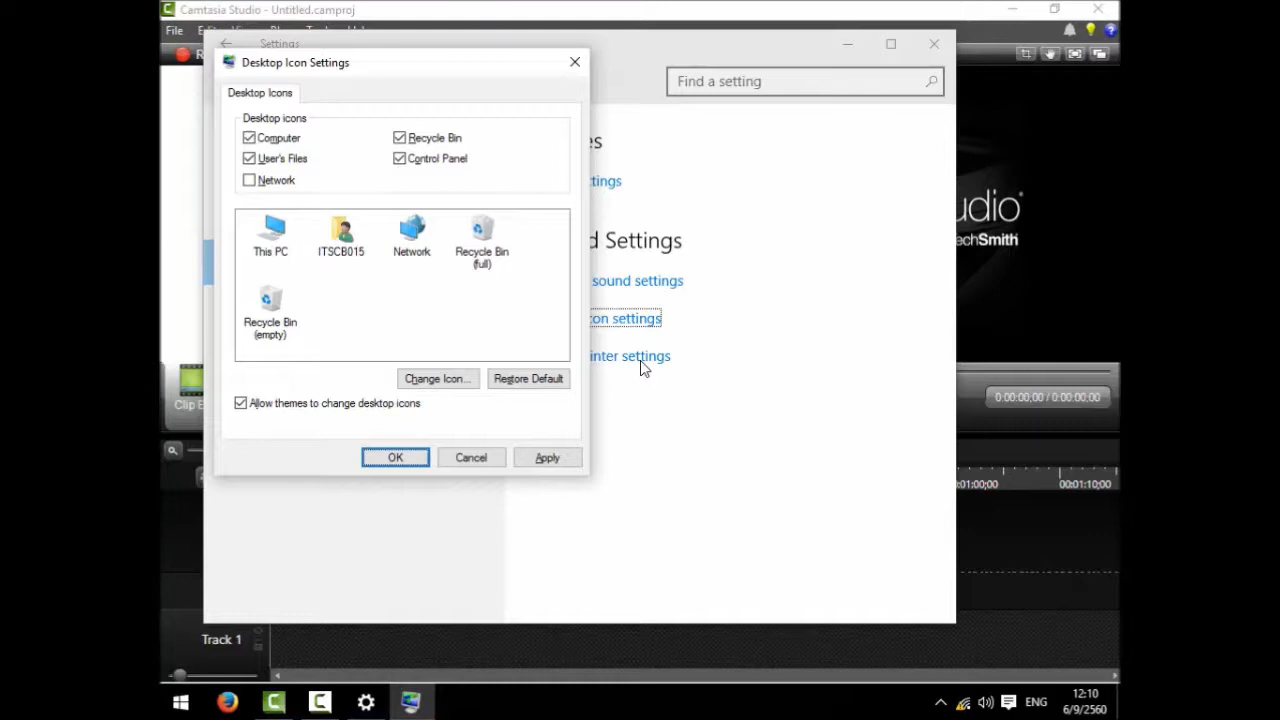 Camtasia Studio - Untitled.camproj
File
Settings
Desktop Icon Settings
Find a setting
Desktop Icons
Desktop icons
Computer
Recycle Bin
User's Files
Control Panel
Network
This PC
ITSCB015
Network
Recycle Bin
(full)
Recycle Bin
(empty)
Change Icon...
Restore Default
Allow themes to change desktop icons
OK
Cancel
Apply
es
ttings
d Settings
sound settings
con settings
inter settings
udio
echSmith
0:00:00;00 / 0:00:00;00
Clip
0:01:00;00
00:01:10;00
Track 1
ENG
12:10
6/9/2560